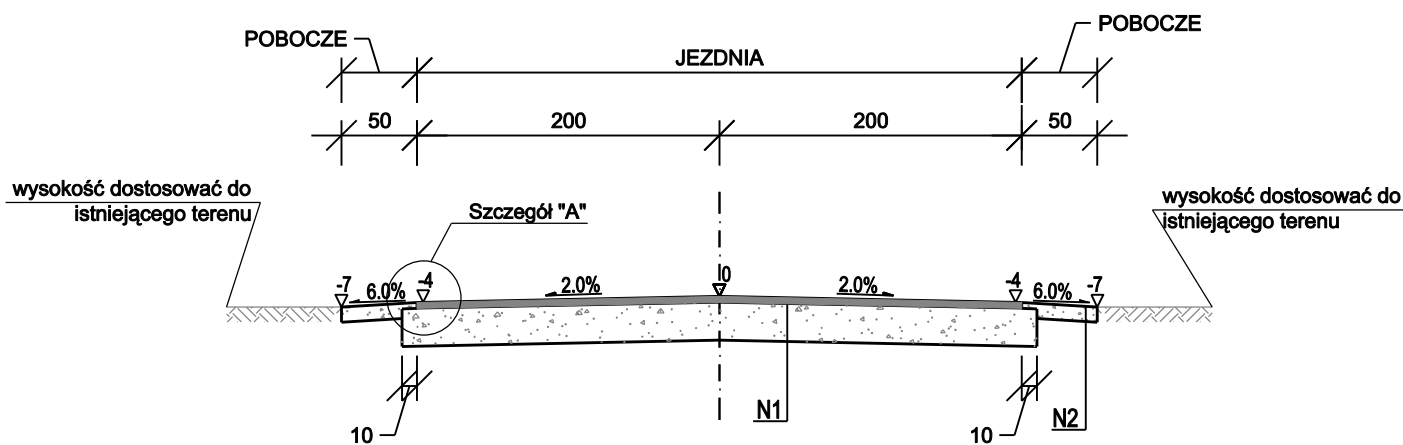 POBOCZE
JEZDNIA
POBOCZE
50
200
200
50
wysokość dostosować do
istniejącego terenu
Szczegół "A"
wysokość dostosować do
istniejącego terenu
-7
6.0%
-4
2.0%
0
2.0%
-4
6.0%
-7
10
N1
10
N2